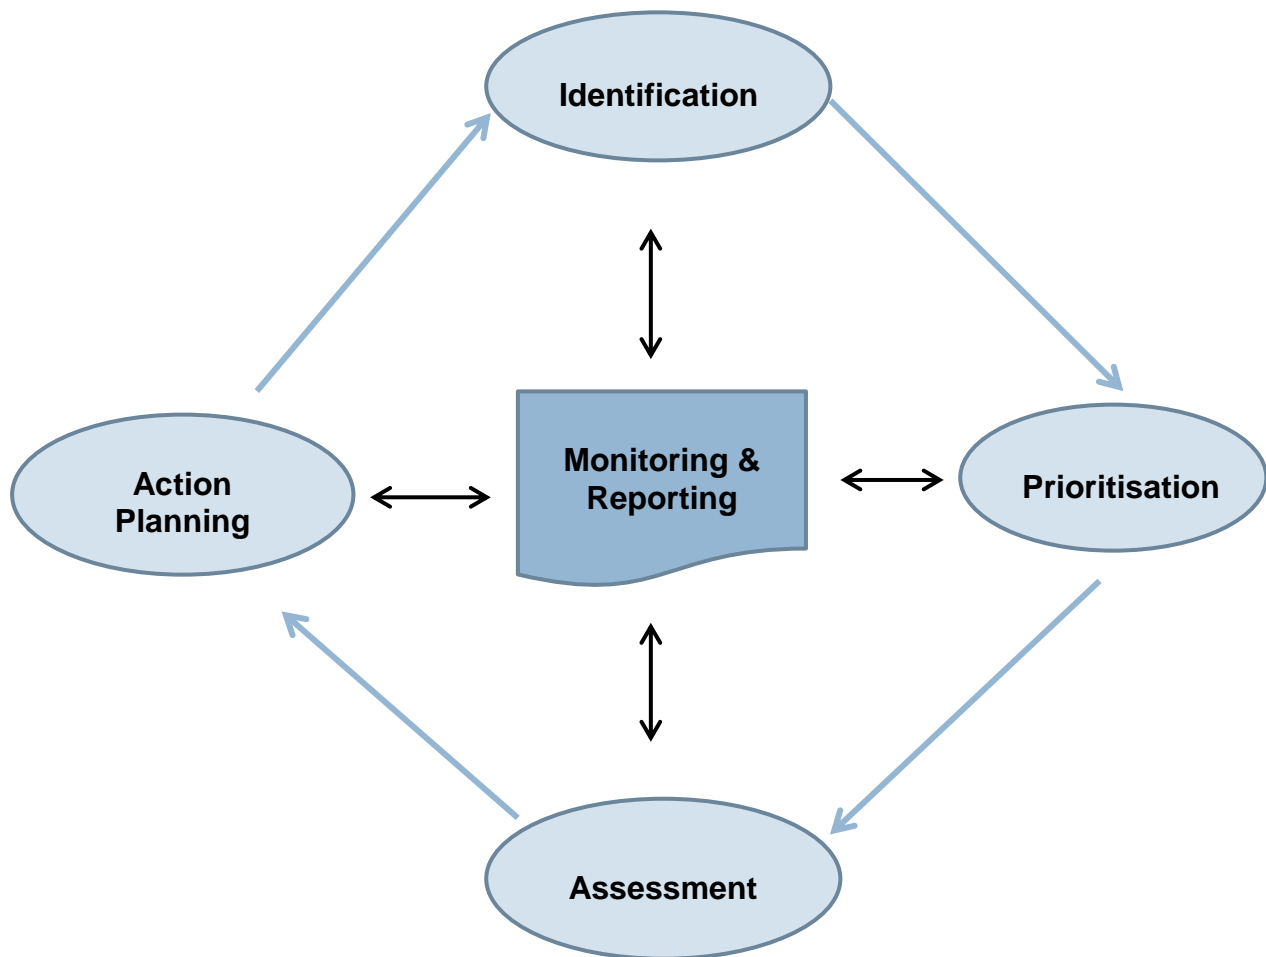 Identification
Monitoring &
Reporting
Action
Planning
Prioritisation
Assessment